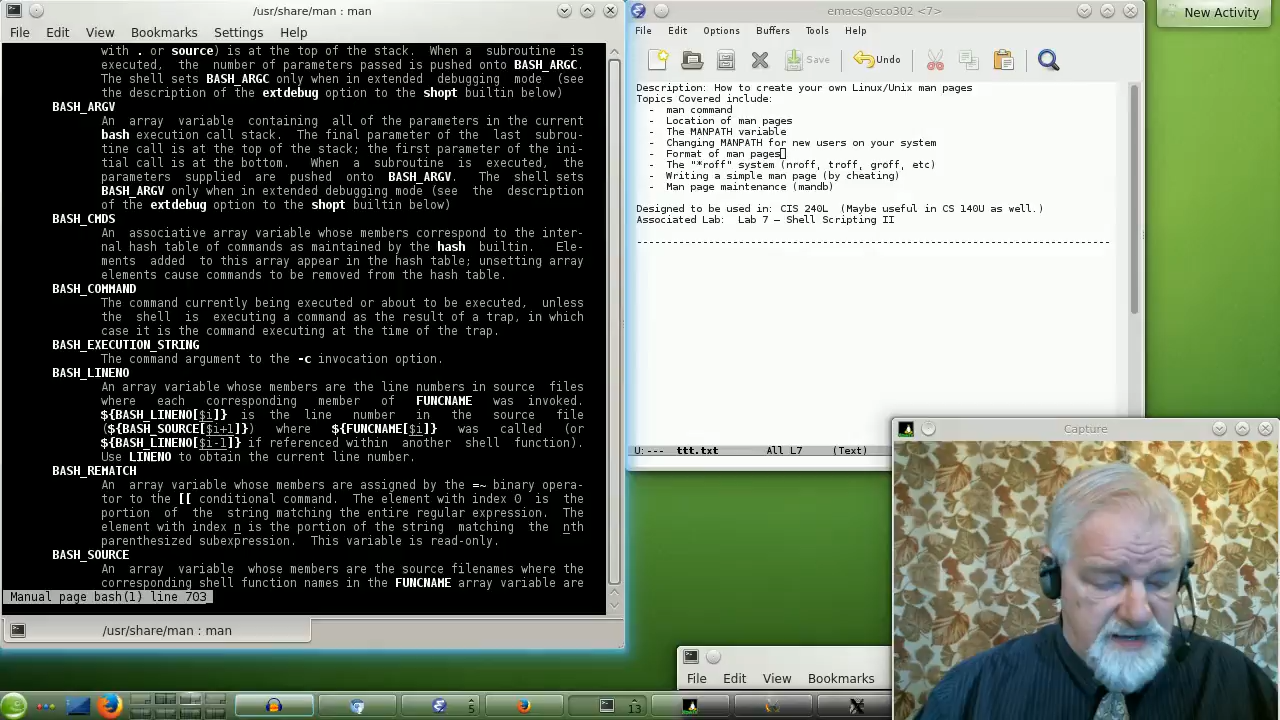 /usr/share/man : man
File Edit View Bookmarks Settings Help
with . or source) is at the top of the stack. When a subroutine is
executed, the number of parameters passed is pushed onto BASH_ARGC.
The shell sets BASH_ARGC only when in extended debugging mode (see
the description of the extdebug option to the shopt builtin below)
BASH_ARGV
An array variable containing all of the parameters in the current
bash execution call stack. The final parameter of the last subrou-
tine call is at the top of the stack; the first parameter of the ini-
tial call is at the bottom. When a subroutine is executed, the
parameters supplied are pushed onto BASH_ARGV. The shell sets
BASH_ARGV only when in extended debugging mode (see the description
of the extdebug option to the shopt builtin below)
BASH_CMDS
An associative array variable whose members correspond to the inter-
nal hash table of commands as maintained by the hash builtin. Ele-
ments added to this array appear in the hash table; unsetting array
elements cause commands to be removed from the hash table.
BASH_COMMAND
The command currently being executed or about to be executed, unless
the shell is executing a command as the result of a trap, in which
case it is the command executing at the time of the trap.
BASH_EXECUTION_STRING
The command argument to the -c invocation option.
BASH_LINENO
An array variable whose members are the line numbers in source files
where each corresponding member of FUNCNAME was invoked.
${BASH_LINENO[$i]} is the line number in the source file
(${BASH_SOURCE[$i+1]}) where ${FUNCNAME[$i]} was called (or
${BASH_LINENO[$i-1]} if referenced within another shell function).
Use LINENO to obtain the current line number.
BASH_REMATCH
An array variable whose members are assigned by the =~ binary opera-
tor to the [[ conditional command. The element with index 0 is the
portion of the string matching the entire regular expression. The
element with index n is the portion of the string matching the nth
parenthesized subexpression. This variable is read-only.
BASH_SOURCE
An array variable whose members are the source filenames where the
corresponding shell function names in the FUNCNAME array variable are
Manual page bash(1) line 703
/usr/share/man : man
emacs@sco302 <7>
File Edit Options Buffers Tools Help
Save Undo
Description: How to create your own Linux/Unix man pages
Topics Covered include:
- man command
- Location of man pages
- The MANPATH variable
- Changing MANPATH for new users on your system
- Format of man pages
- The "*roff" system (nroff, troff, groff, etc)
- Writing a simple man page (by cheating)
- Man page maintenance (mandb)
Designed to be used in: CIS 240L (Maybe useful in CS 140U as well.)
Associated Lab: Lab 7 – Shell Scripting II
--------------------------------------------------------------------------------
U:--- ttt.txt All L7 (Text)
New Activity
Capture
File Edit View Bookmarks
5
13